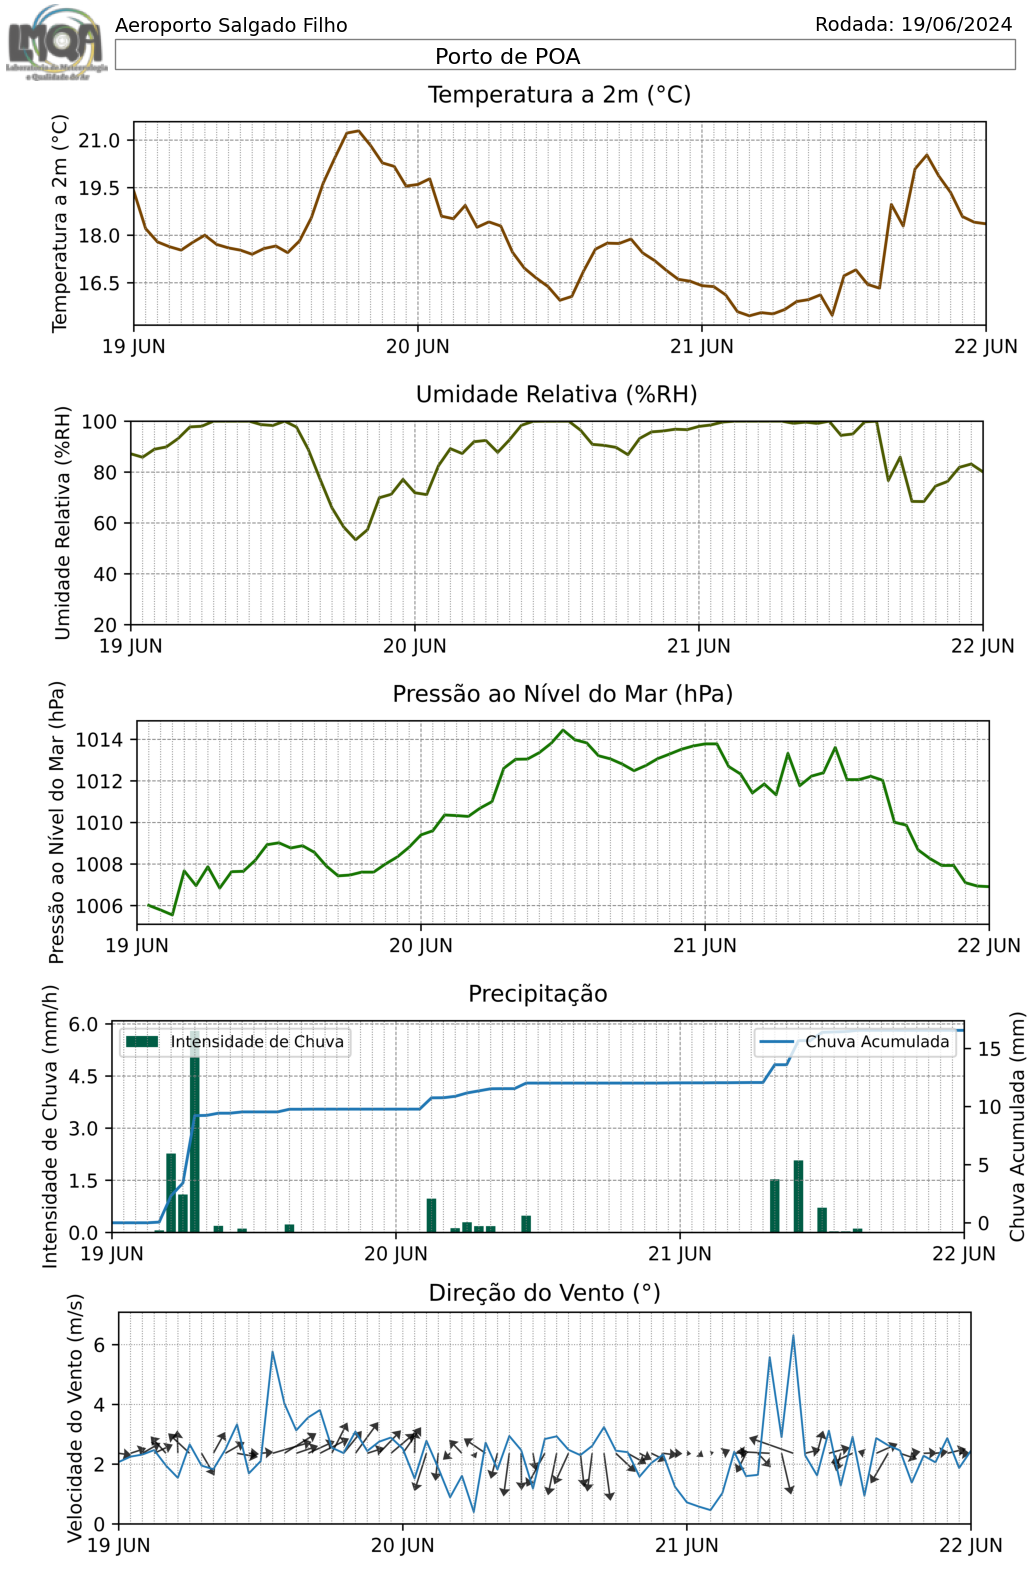 LMQA
Laboratório de Meteorologia
e Qualidade do Ar
Aeroporto Salgado Filho
Rodada: 19/06/2024
Porto de POA
Temperatura a 2m (°C)
Temperatura a 2m (°C)
21.0
19.5
18.0
16.5
19 JUN 20 JUN 21 JUN 22 JUN
Umidade Relativa (%RH)
Umidade Relativa (%RH)
100
80
60
40
20
19 JUN 20 JUN 21 JUN 22 JUN
Pressão ao Nível do Mar (hPa)
Pressão ao Nível do Mar (hPa)
1014
1012
1010
1008
1006
19 JUN 20 JUN 21 JUN 22 JUN
Precipitação
Intensidade de Chuva (mm/h)
6.0
4.5
3.0
1.5
0.0
Intensidade de Chuva
Chuva Acumulada
15
10
5
0
Chuva Acumulada (mm)
19 JUN 20 JUN 21 JUN 22 JUN
Direção do Vento (°)
Velocidade do Vento (m/s)
6
4
2
0
19 JUN 20 JUN 21 JUN 22 JUN